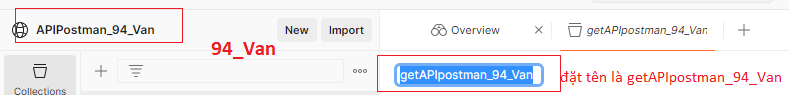 APIPostman_94_Van
New
Import
Overview
getAPIpostman_94_Van
94_Van
Collections
getAPIpostman_94_Van
đặt tên là getAPIpostman_94_Van